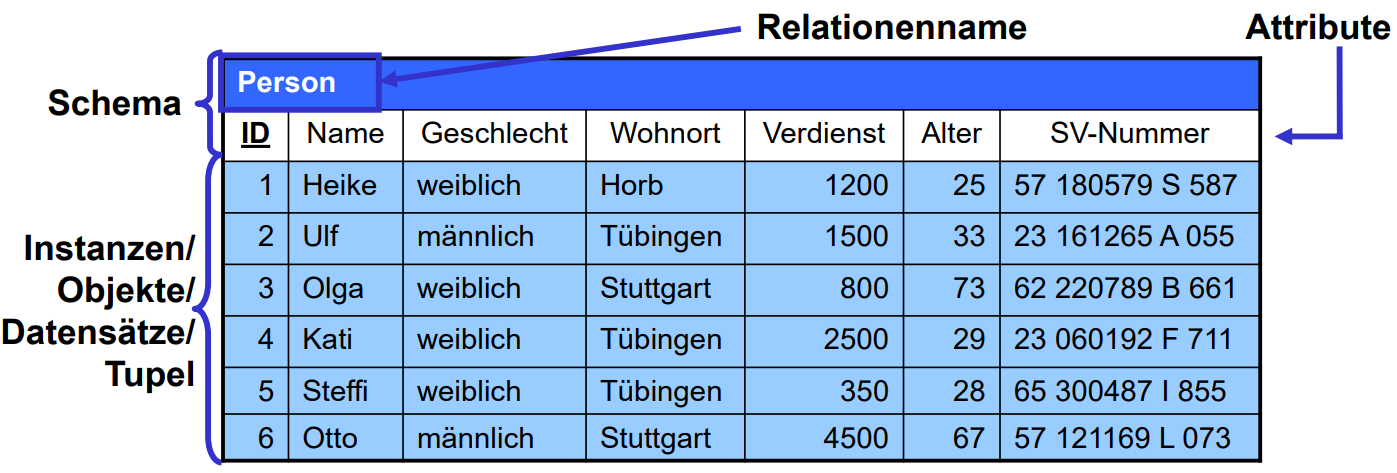 Relationenname
Attribute
Schema
Person
ID Name Geschlecht Wohnort Verdienst Alter SV-Nummer
1 Heike weiblich Horb 1200 25 57 180579 S 587
2 Ulf männlich Tübingen 1500 33 23 161265 A 055
3 Olga weiblich Stuttgart 800 73 62 220789 B 661
4 Kati weiblich Tübingen 2500 29 23 060192 F 711
5 Steffi weiblich Tübingen 350 28 65 300487 I 855
6 Otto männlich Stuttgart 4500 67 57 121169 L 073
Instanzen/
Objekte/
Datensätze/
Tupel